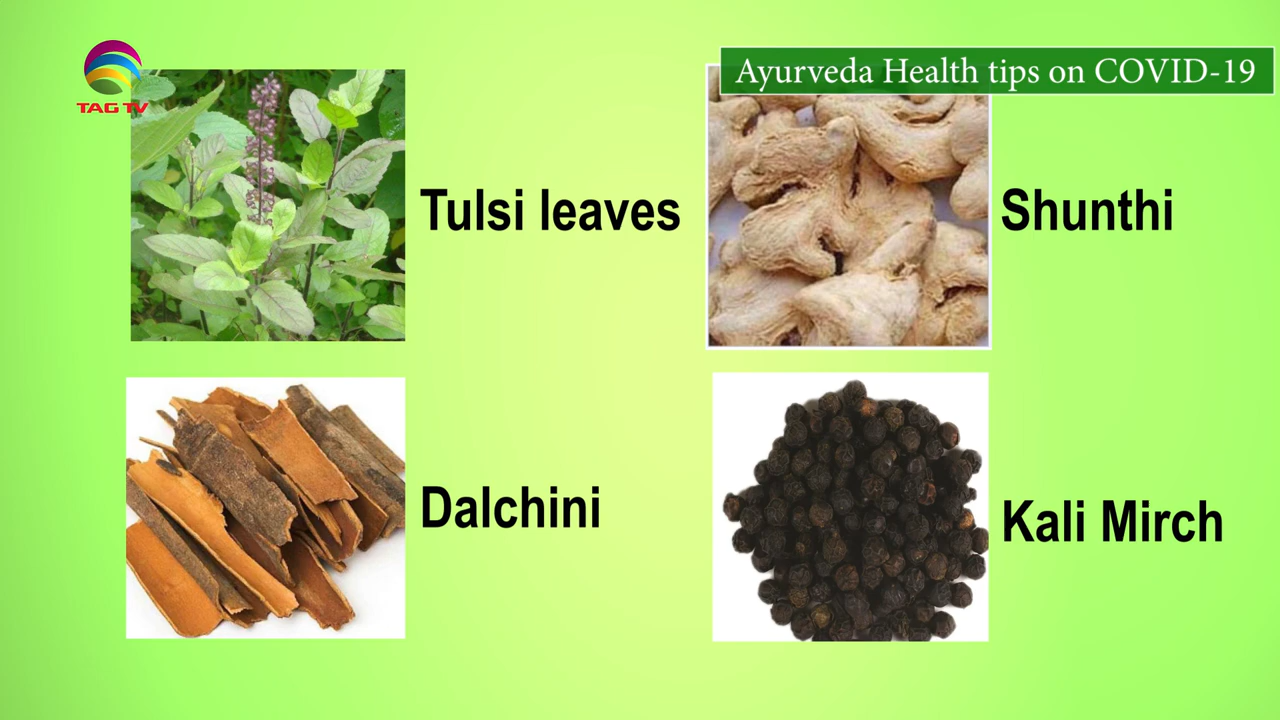 TAG TV
Ayurveda Health tips on COVID-19
Tulsi leaves
Shunthi
Dalchini
Kali Mirch